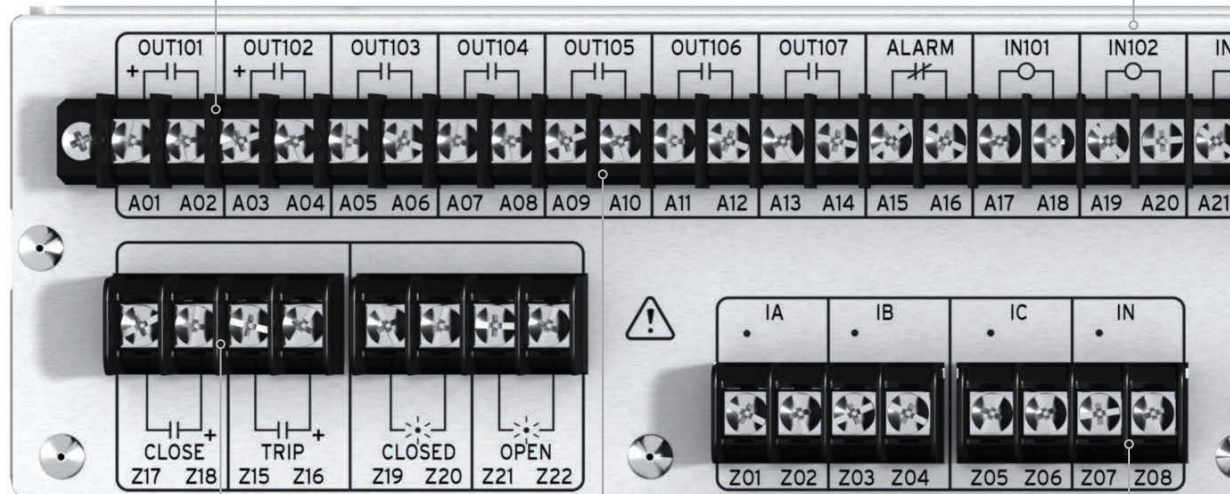 OUT101 OUT102 OUT103 OUT104 OUT105 OUT106 OUT107 ALARM IN101 IN102 IN
+ +
A01 A02 A03 A04 A05 A06 A07 A08 A09 A10 A11 A12 A13 A14 A15 A16 A17 A18 A19 A20 A21
IA IB IC IN
+ +
CLOSE TRIP CLOSED OPEN
Z17 Z18 Z15 Z16 Z19 Z20 Z21 Z22
Z01 Z02 Z03 Z04 Z05 Z06 Z07 Z08